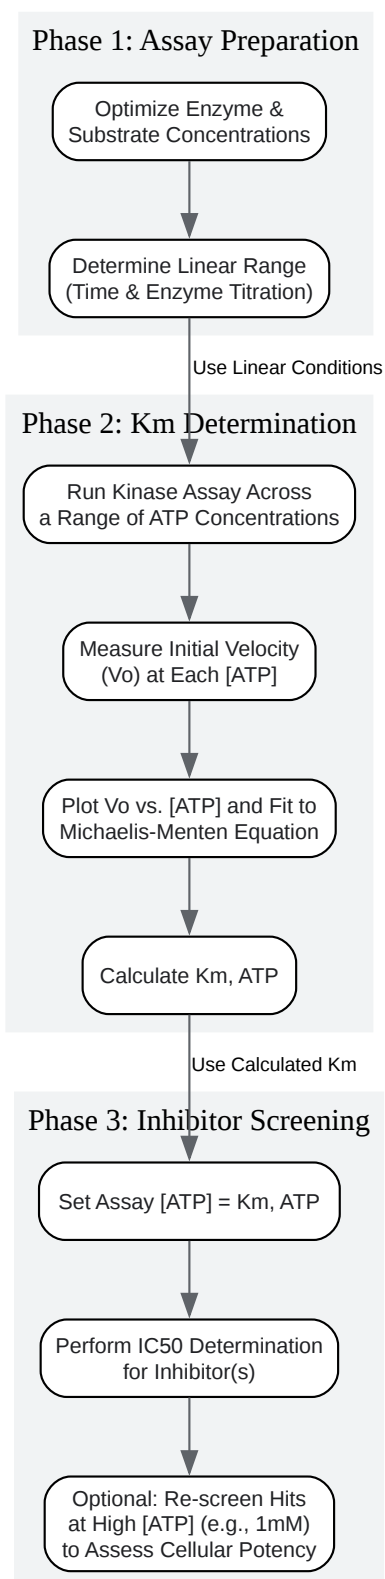 Phase 1: Assay Preparation
Optimize Enzyme &
Substrate Concentrations
Determine Linear Range
(Time & Enzyme Titration)
Use Linear Conditions
Phase 2: Km Determination
Run Kinase Assay Across
a Range of ATP Concentrations
Measure Initial Velocity
(Vo) at Each [ATP]
Plot Vo vs. [ATP] and Fit to
Michaelis-Menten Equation
Calculate Km, ATP
Use Calculated Km
Phase 3: Inhibitor Screening
Set Assay [ATP] = Km, ATP
Perform IC50 Determination
for Inhibitor(s)
Optional: Re-screen Hits
at High [ATP] (e.g., 1mM)
to Assess Cellular Potency